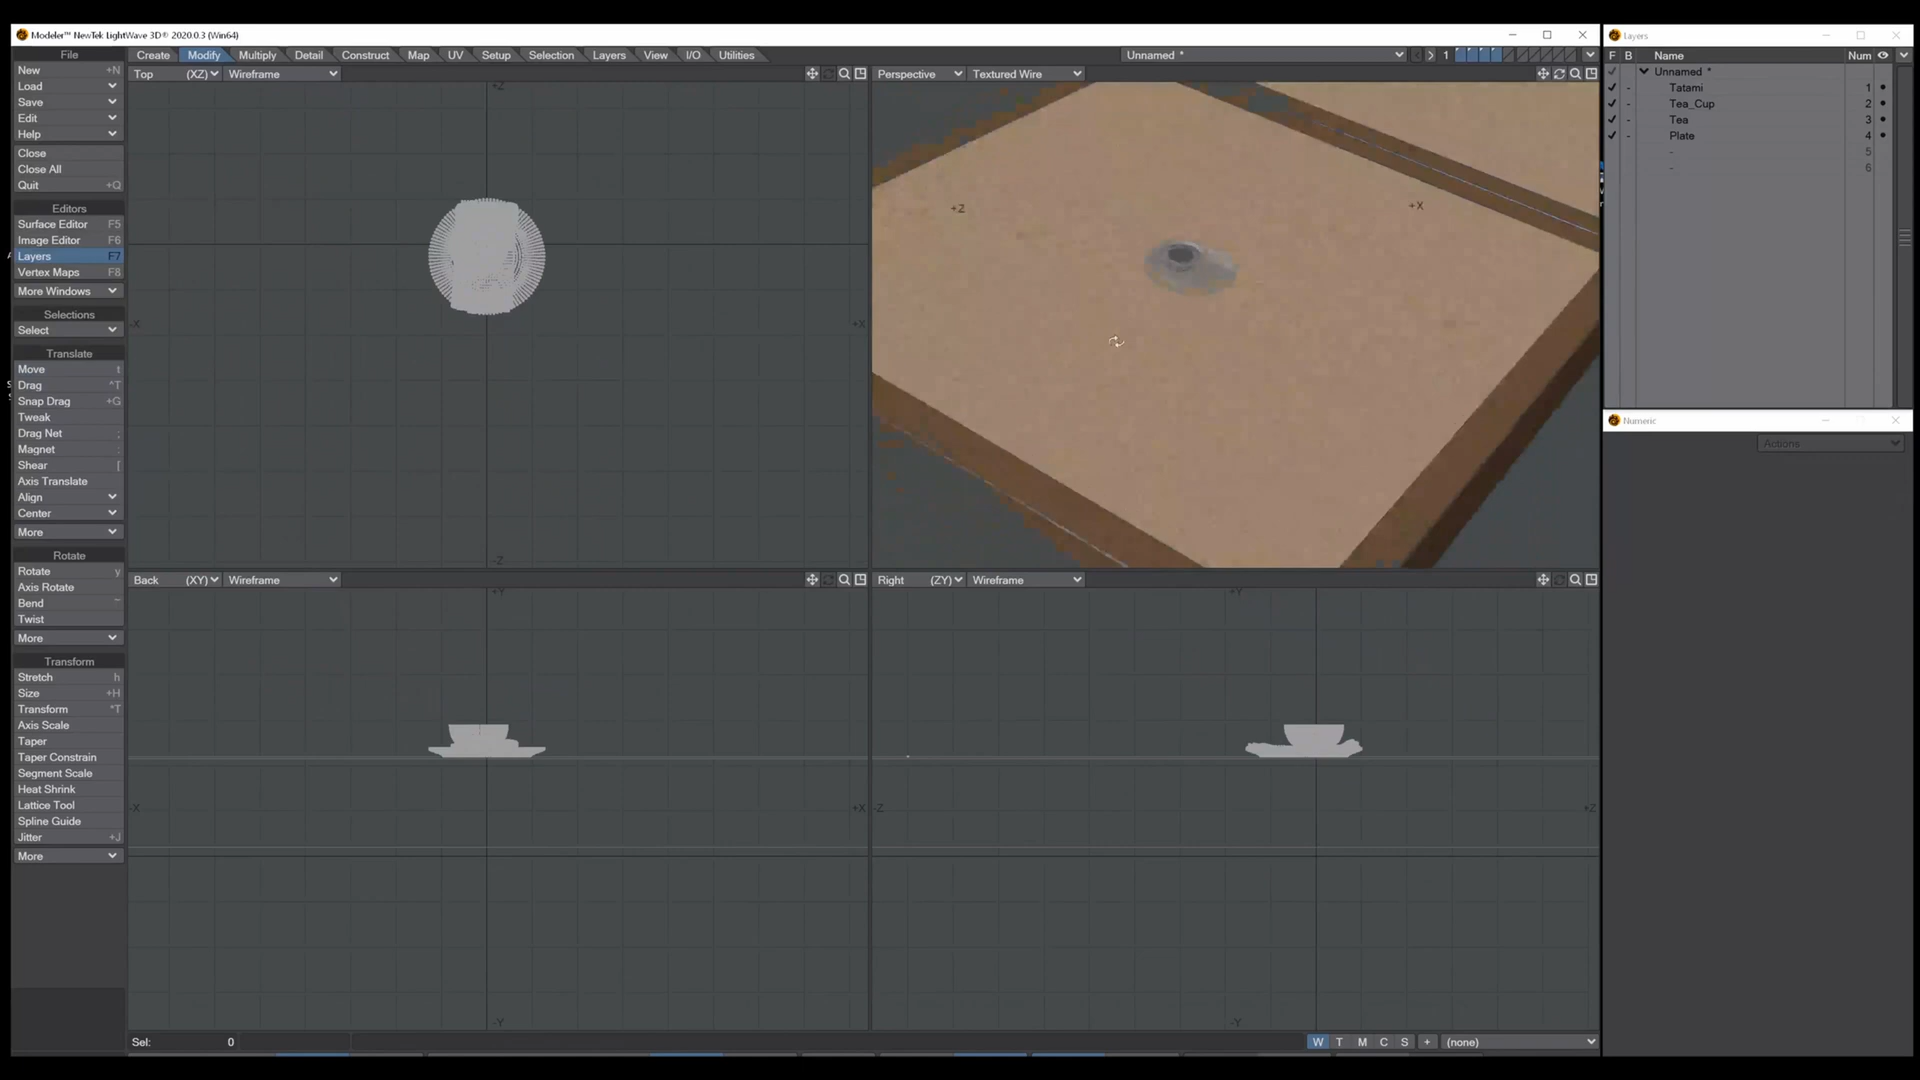 Modeler™ NewTek LightWave 3D® 2020.0.3 (Win64)
File
Create Modify Multiply Detail Construct Map UV Setup Selection Layers View I/O Utilities
Unnamed * 1
Top (XZ) Wireframe
Perspective Textured Wire
New +N
Load
Save
Edit
Help
Close
Close All
Quit +Q
Editors
Surface Editor F5
Image Editor F6
Layers F7
Vertex Maps F8
More Windows
Selections
Select
Translate
Move t
Drag ^T
Snap Drag +G
Tweak
Drag Net ;
Magnet :
Shear [
Axis Translate
Align
Center
More
Rotate
Rotate y
Axis Rotate
Bend ~
Twist
More
Transform
Stretch h
Size +H
Transform
Axis Scale
Taper
Taper Constrain
Segment Scale
Heat Shrink
Lattice Tool
Spline Guide
Jitter +J
More
+Z
-X +X
-Z
+Z +X
Back (XY) Wireframe
Right (ZY) Wireframe
+Y
-X +X
-Y
+Y
-Z +Z
-Y
Sel: 0
W T M C S + (none)
Layers
F B Name Num
Unnamed *
Tatami 1
Tea_Cup 2
Tea 3
Plate 4
- 5
- 6
Numeric
Actions